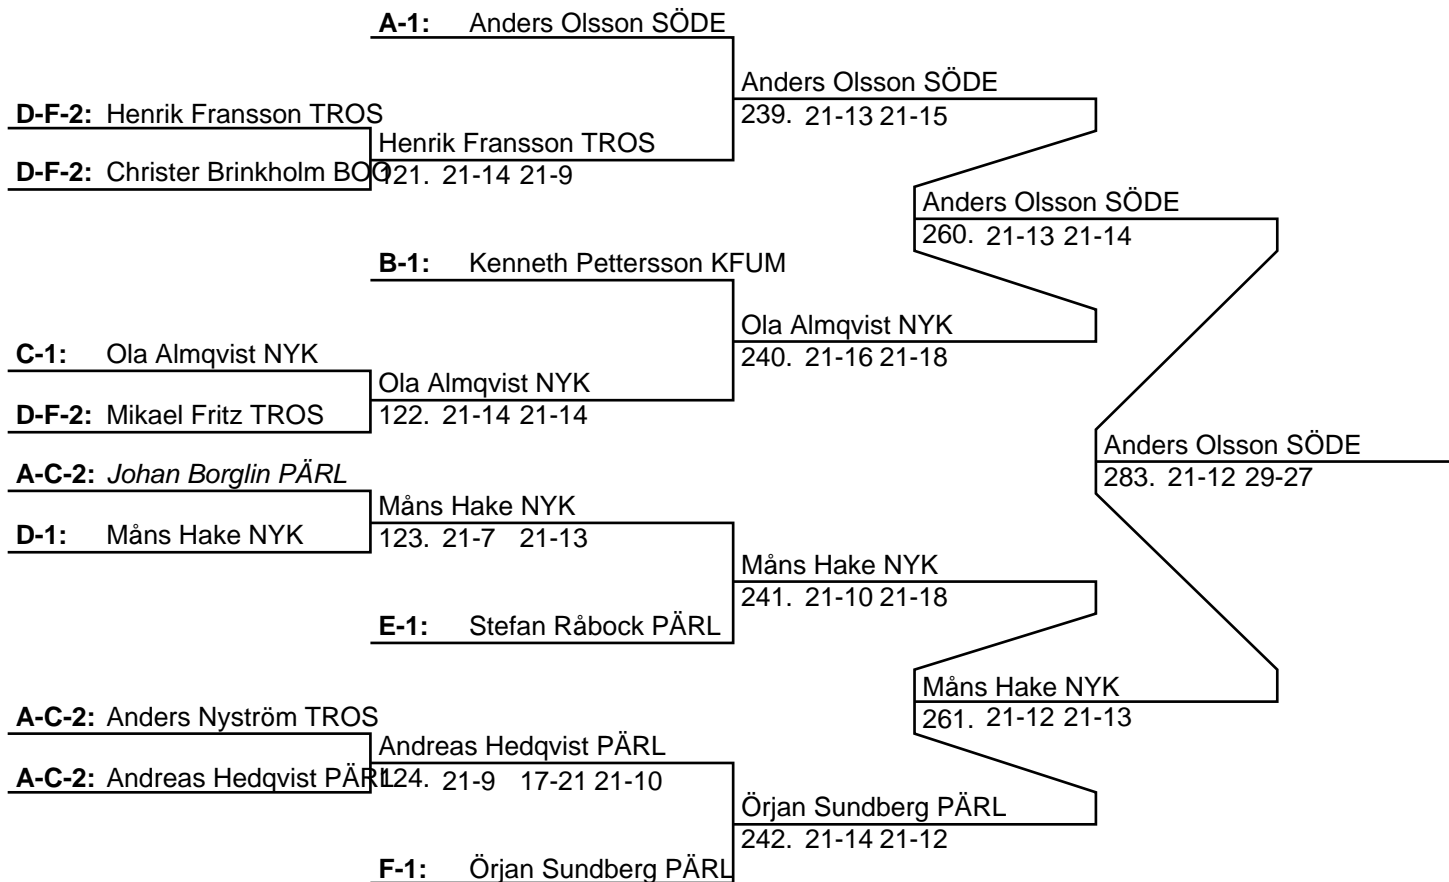 A-1: Anders Olsson SÖDE
Anders Olsson SÖDE
D-F-2: Henrik Fransson TROS
239. 21-13 21-15
Henrik Fransson TROS
D-F-2: Christer Brinkholm BOO
121. 21-14 21-9
Anders Olsson SÖDE
260. 21-13 21-14
B-1: Kenneth Pettersson KFUM
Ola Almqvist NYK
C-1: Ola Almqvist NYK
240. 21-16 21-18
Ola Almqvist NYK
D-F-2: Mikael Fritz TROS
122. 21-14 21-14
Anders Olsson SÖDE
A-C-2: Johan Borglin PÄRL
283. 21-12 29-27
Måns Hake NYK
D-1: Måns Hake NYK
123. 21-7 21-13
Måns Hake NYK
241. 21-10 21-18
E-1: Stefan Råbock PÄRL
Måns Hake NYK
A-C-2: Anders Nyström TROS
261. 21-12 21-13
Andreas Hedqvist PÄRL
A-C-2: Andreas Hedqvist PÄRL
124. 21-9 17-21 21-10
Örjan Sundberg PÄRL
242. 21-14 21-12
F-1: Örjan Sundberg PÄRL